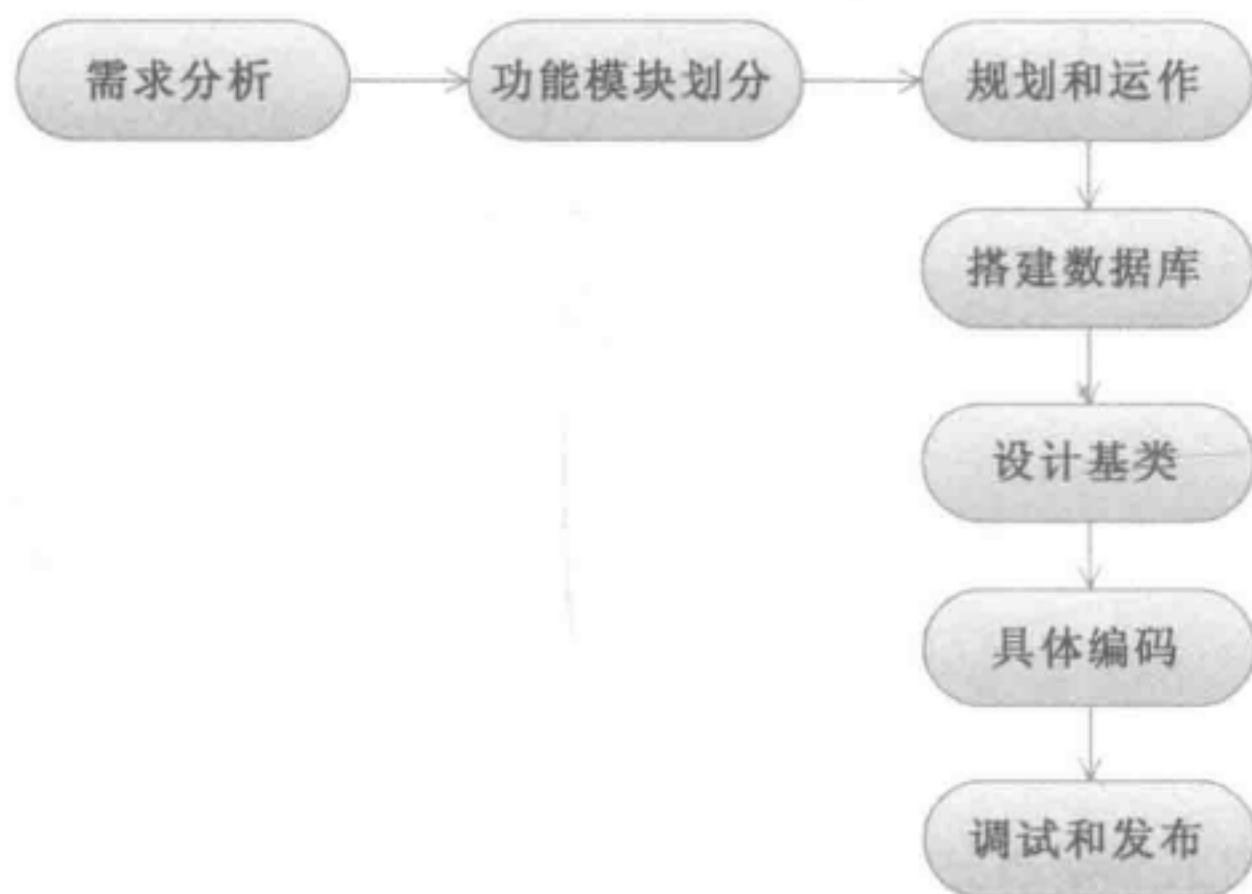 需求分析
功能模块划分
规划和运作
搭建数据库
设计基类
具体编码
调试和发布